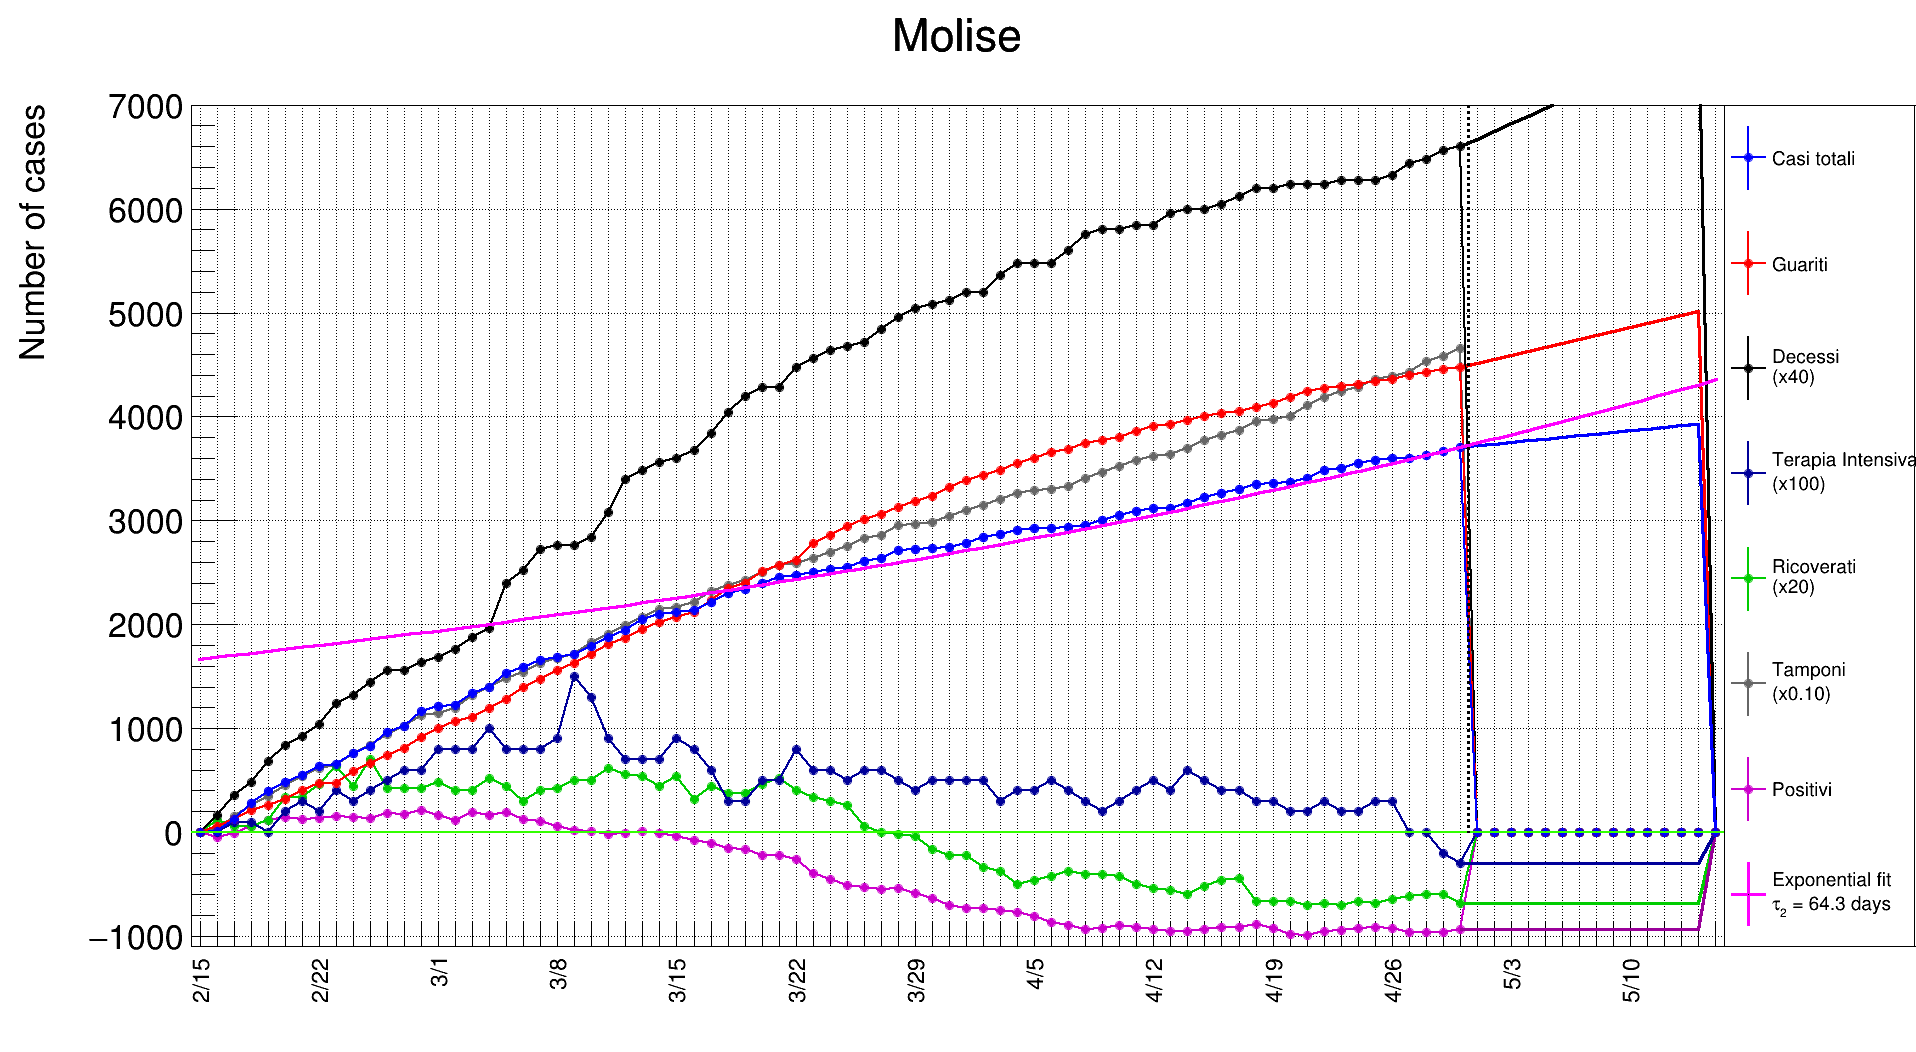 Molise
Number of cases
7000
6000
5000
4000
3000
2000
1000
0
−1000
2/15
2/22
3/1
3/8
3/15
3/22
3/29
4/5
4/12
4/19
4/26
5/3
5/10
Casi totali
Guariti
Decessi
(x40)
Terapia Intensiva
(x100)
Ricoverati
(x20)
Tamponi
(x0.10)
Positivi
Exponential fit
τ2 = 64.3 days